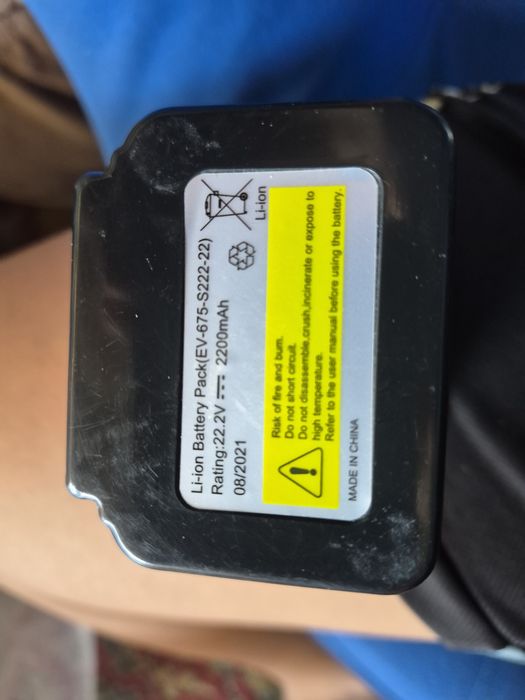 Li-ion Battery Pack(EV-675-S222-22)
Rating:22.2V 2200mAh
08/2021
Li-ion
Risk of fire and burn.
Do not short circuit.
Do not disassemble,crush,incinerate or expose to
high temperature.
Refer to the user manual before using the battery.
MADE IN CHINA